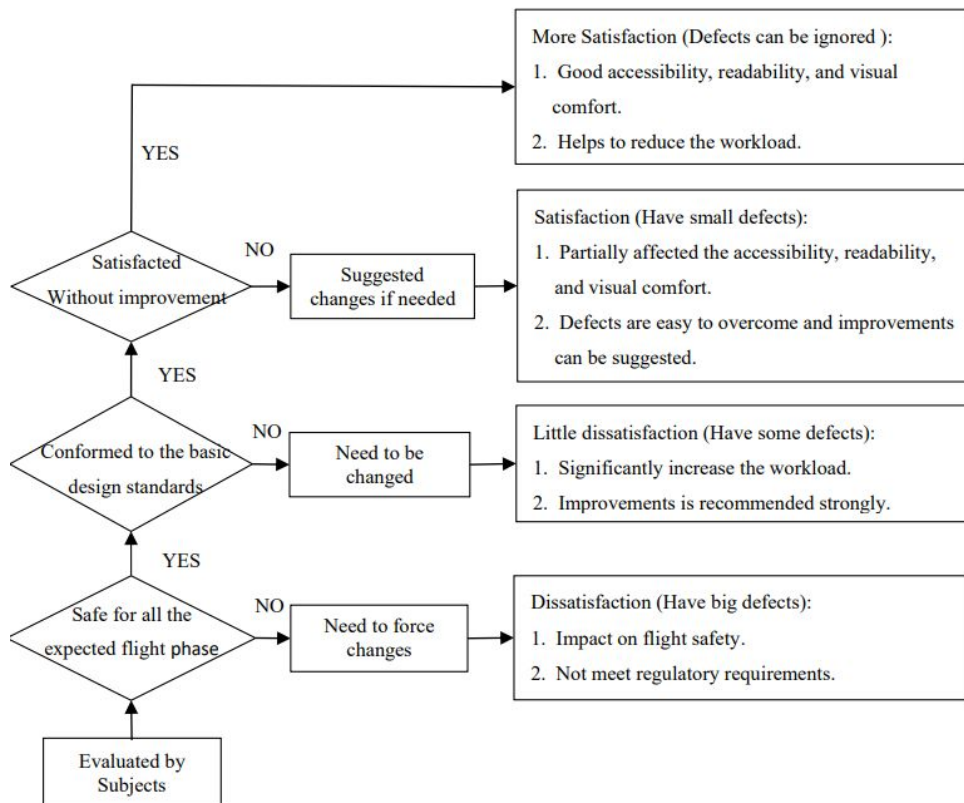 More Satisfaction (Defects can be ignored ):
1. Good accessibility, readability, and visual
comfort.
2. Helps to reduce the workload.
YES
Satisfacted
Without improvement
NO
Suggested
changes if needed
Satisfaction (Have small defects):
1. Partially affected the accessibility, readability,
and visual comfort.
2. Defects are easy to overcome and improvements
can be suggested.
YES
Conformed to the basic
design standards
NO
Need to be
changed
Little dissatisfaction (Have some defects):
1. Significantly increase the workload.
2. Improvements is recommended strongly.
YES
Safe for all the
expected flight phase
NO
Need to force
changes
Dissatisfaction (Have big defects):
1. Impact on flight safety.
2. Not meet regulatory requirements.
Evaluated by
Subjects